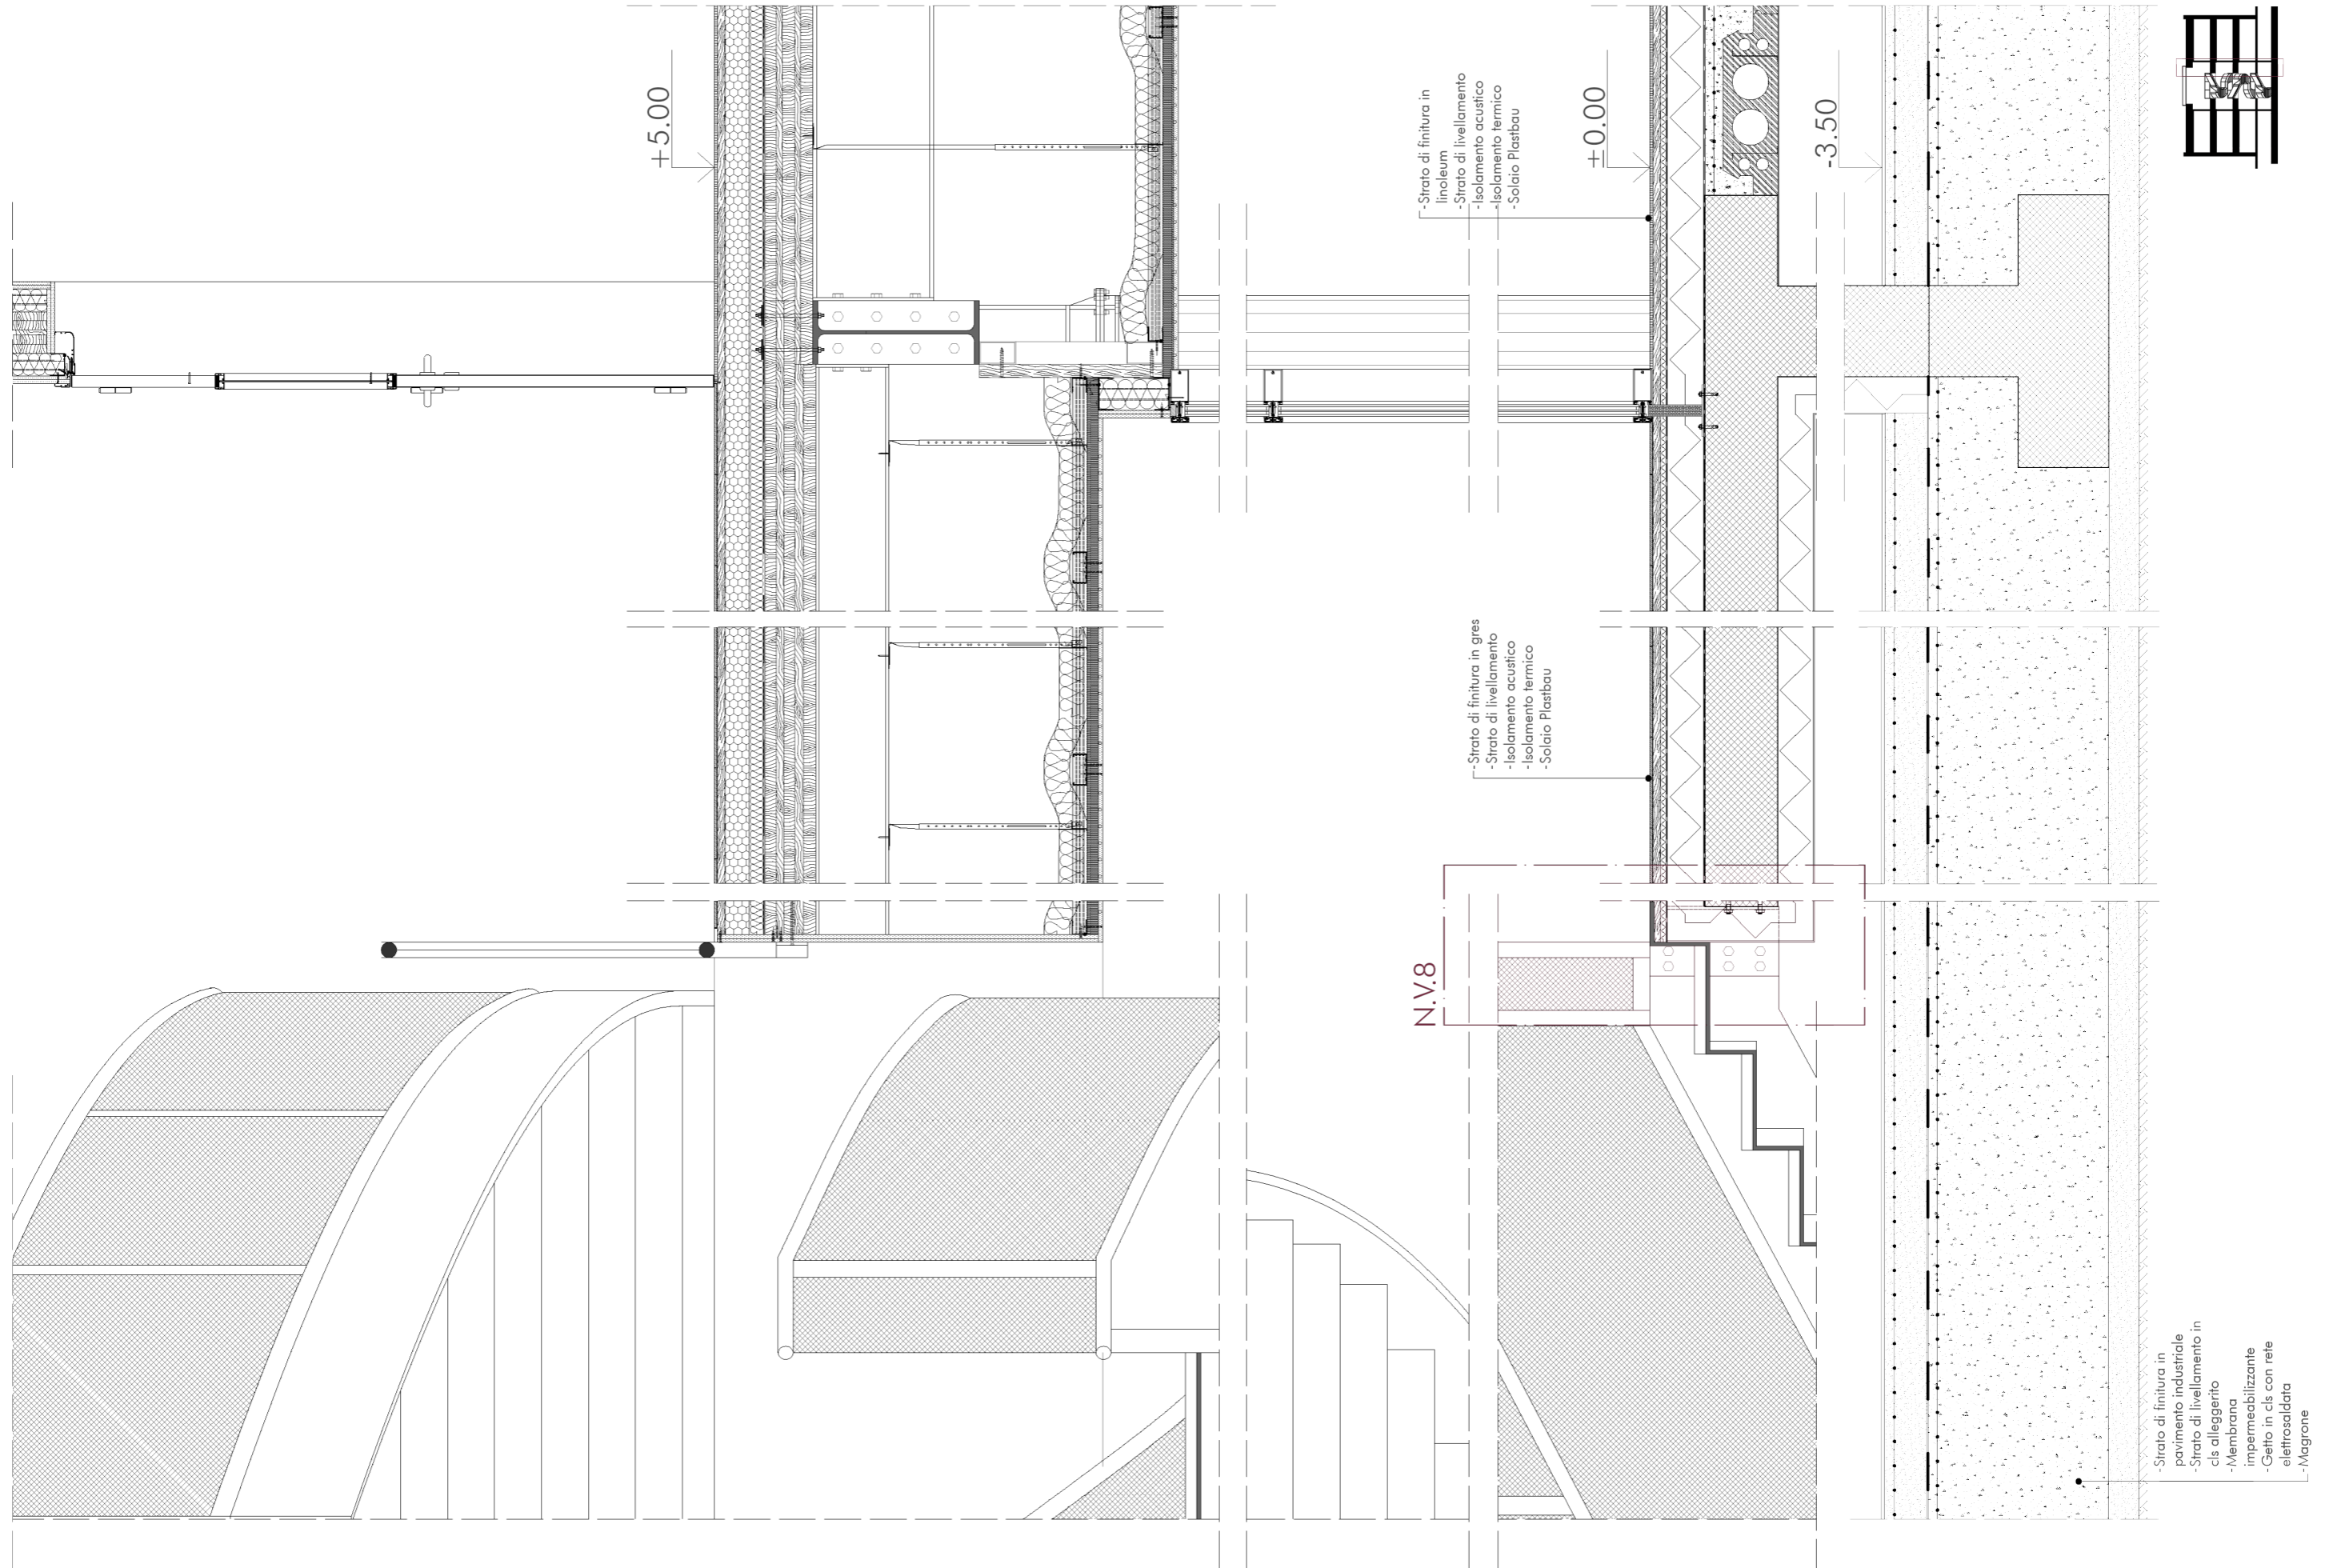 +5.00
-Strato di finitura in
linoleum
-Strato di livellamento
-Isolamento acustico
-Isolamento termico
-Solaio Plastbau
±0.00
-3.50
-Strato di finitura in gres
-Strato di livellamento
-Isolamento acustico
-Isolamento termico
-Solaio Plastbau
N.V.8
-Strato di finitura in
pavimento industriale
-Strato di livellamento in
cls alleggerito
-Membrana
impermeabilizzante
-Getto in cls con rete
elettrosaldata
-Magrone